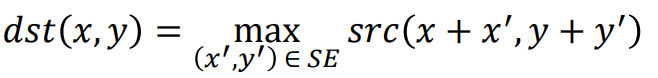 dst(x, y) = max src(x + x′, y + y′)
(x′,y′) ∈ SE